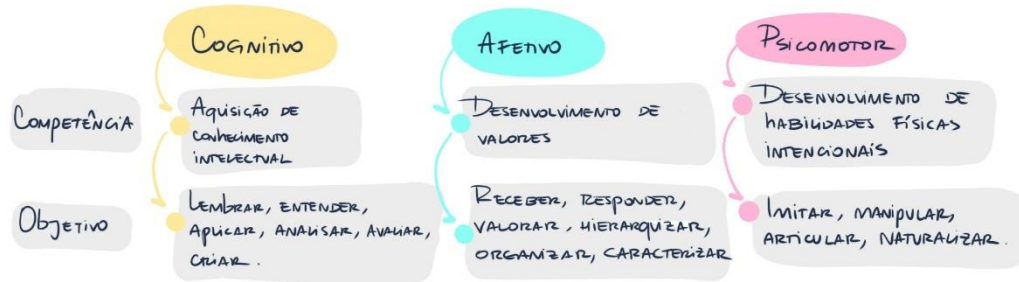 Cognitivo
Afetivo
Psicomotor
Competência
Aquisição de
conhecimento
intelectual
Desenvolvimento de
valores
Desenvolvimento de
habilidades físicas
intencionais
Objetivo
Lembrar, entender,
aplicar, analisar, avaliar,
criar.
Receber, responder,
valorar, hierarquizar,
organizar, caracterizar
Imitar, manipular,
articular, naturalizar.